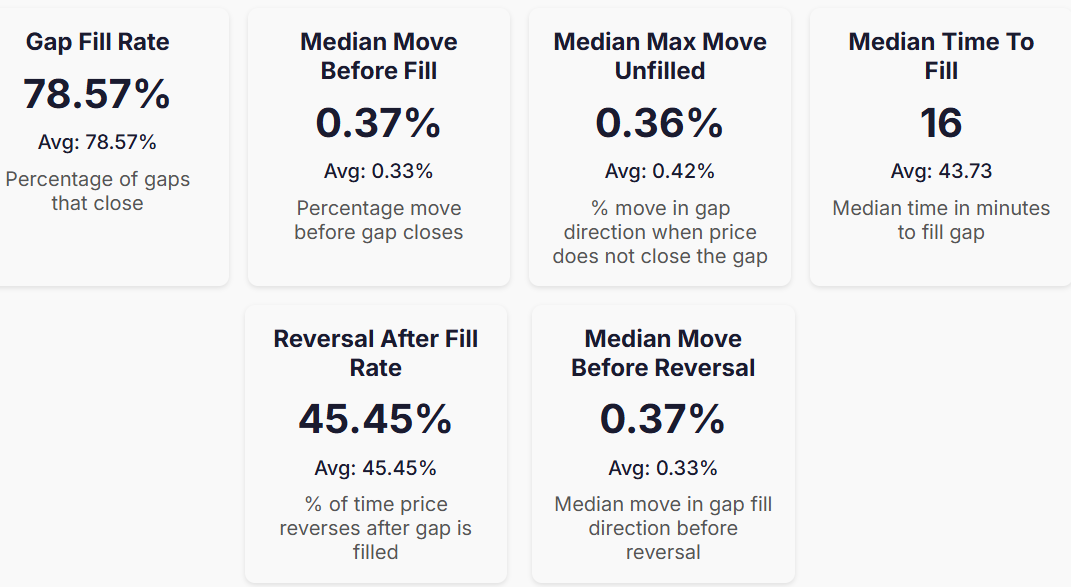 Gap Fill Rate
78.57%
Avg: 78.57%
Percentage of gaps
that close
Median Move
Before Fill
0.37%
Avg: 0.33%
Percentage move
before gap closes
Median Max Move
Unfilled
0.36%
Avg: 0.42%
% move in gap
direction when price
does not close the gap
Median Time To
Fill
16
Avg: 43.73
Median time in minutes
to fill gap
Reversal After Fill
Rate
45.45%
Avg: 45.45%
% of time price
reverses after gap is
filled
Median Move
Before Reversal
0.37%
Avg: 0.33%
Median move in gap fill
direction before
reversal